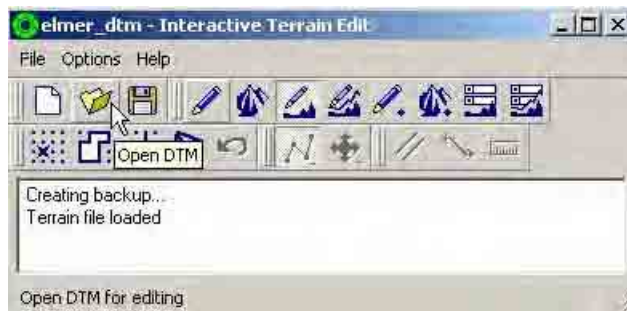 elmer_dtm - Interactive Terrain Edit
File Options Help
Open DTM
Creating backup...
Terrain file loaded
Open DTM for editing